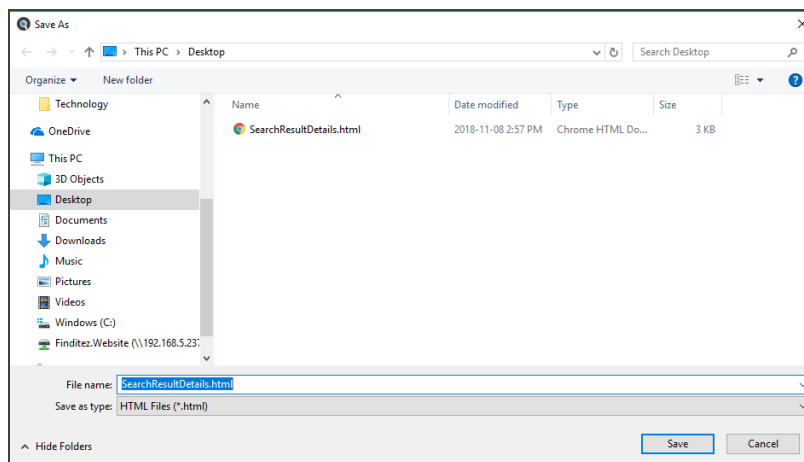 Save As
This PC > Desktop
Search Desktop
Organize
New folder
Name
Date modified
Type
Size
Technology
OneDrive
This PC
3D Objects
Desktop
Documents
Downloads
Music
Pictures
Videos
Windows (C:)
Finditez.Website (\\192.168.5.237
SearchResultDetails.html
2018-11-08 2:57 PM
Chrome HTML Do...
3 KB
File name: SearchResultDetails.html
Save as type: HTML Files (*.html)
Hide Folders
Save
Cancel